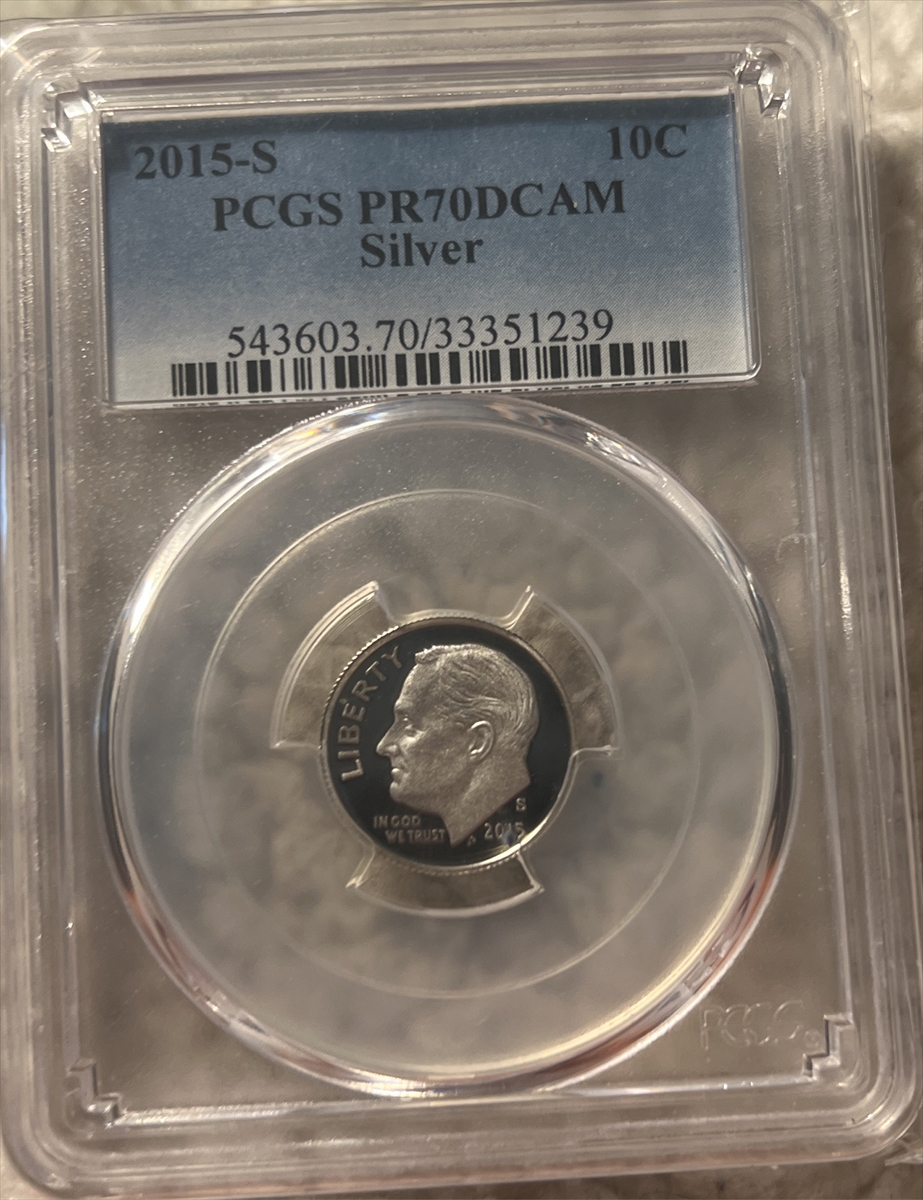 2015-S 10C
PCGS PR70DCAM
Silver
543603.70/33351239
LIBERTY
IN GOD
WE TRUST
S
2015
PCGS